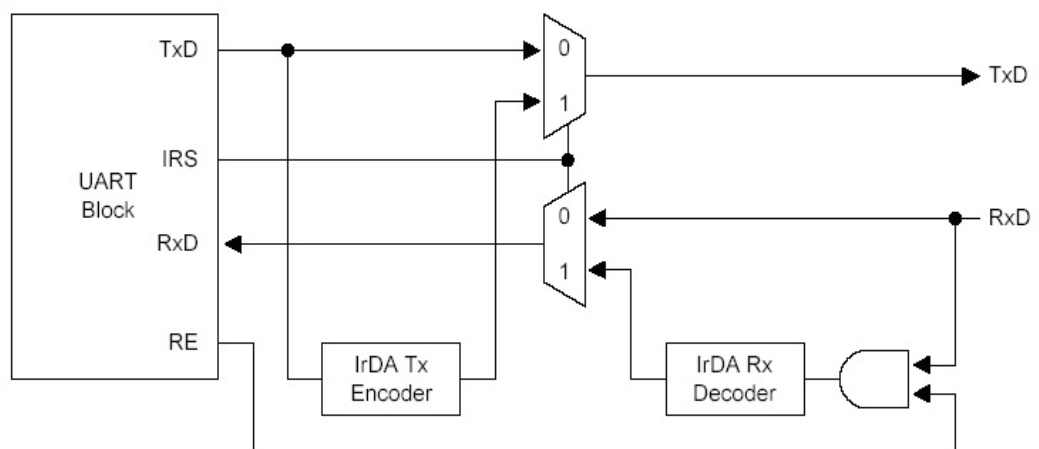 TxD
0
TxD
1
IRS
UART
Block
0
RxD
RxD
1
RE
IrDA Tx
Encoder
IrDA Rx
Decoder